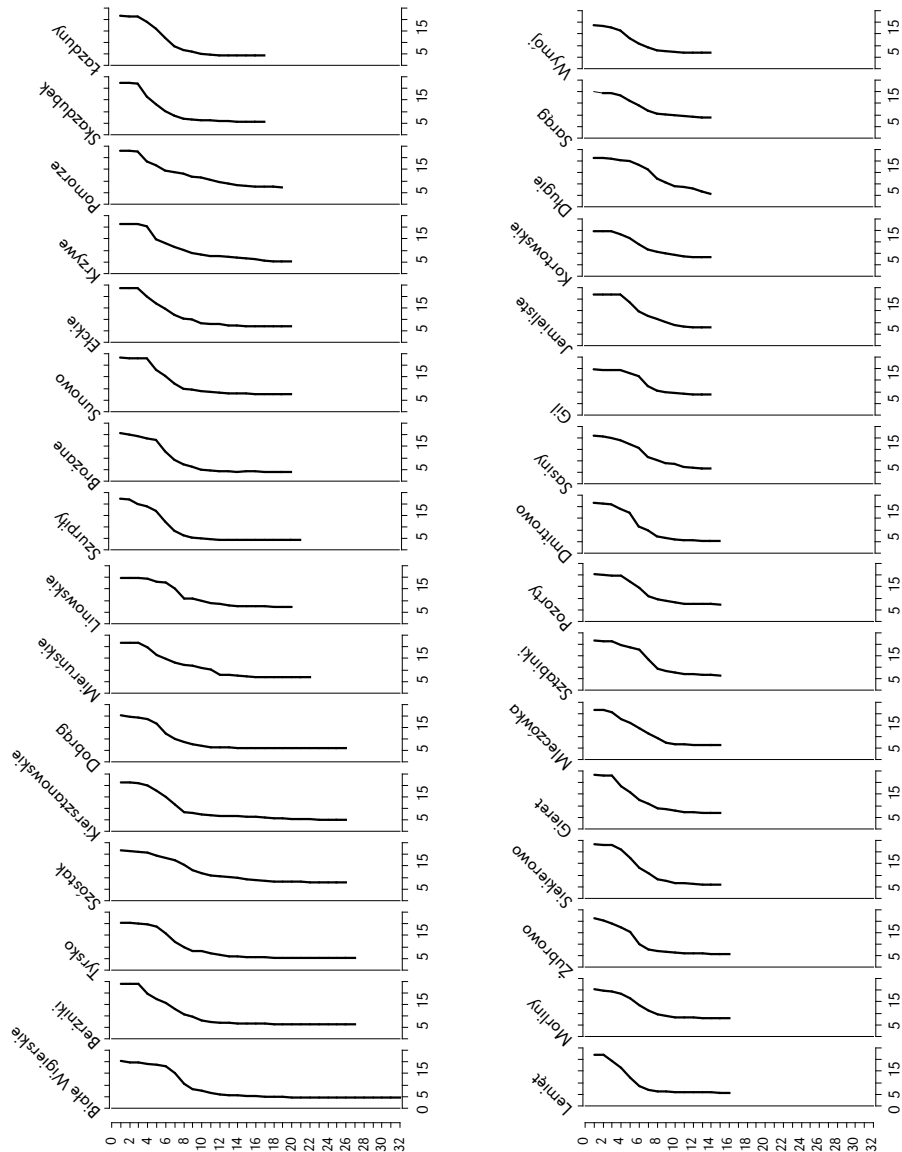 Łazduny
5 15
Skazdubek
5 15
Pomorze
5 15
Krzywe
5 15
Ełckie
5 15
Sunowo
5 15
Brożane
5 15
Szurpiły
5 15
Linowskie
5 15
Mieruńskie
5 15
Dobrąg
5 15
Kiersztanowskie
5 15
Szóstak
5 15
Tyrsko
5 15
Berżniki
5 15
Białe Wigierskie
0 5 15
0 2 4 6 8 10 12 14 16 18 20 22 24 26 28 30 32
Wymój
5 15
Sarąg
5 15
Długie
5 15
Kortowskie
5 15
Jemieliste
5 15
Gil
5 15
Sasiny
5 15
Dmitrowo
5 15
Pozorty
5 15
Sztabinki
5 15
Mleczówka
5 15
Gieret
5 15
Siekierowo
5 15
Żubrowo
5 15
Morliny
5 15
Lemięt
0 5 15
0 2 4 6 8 10 12 14 16 18 20 22 24 26 28 30 32